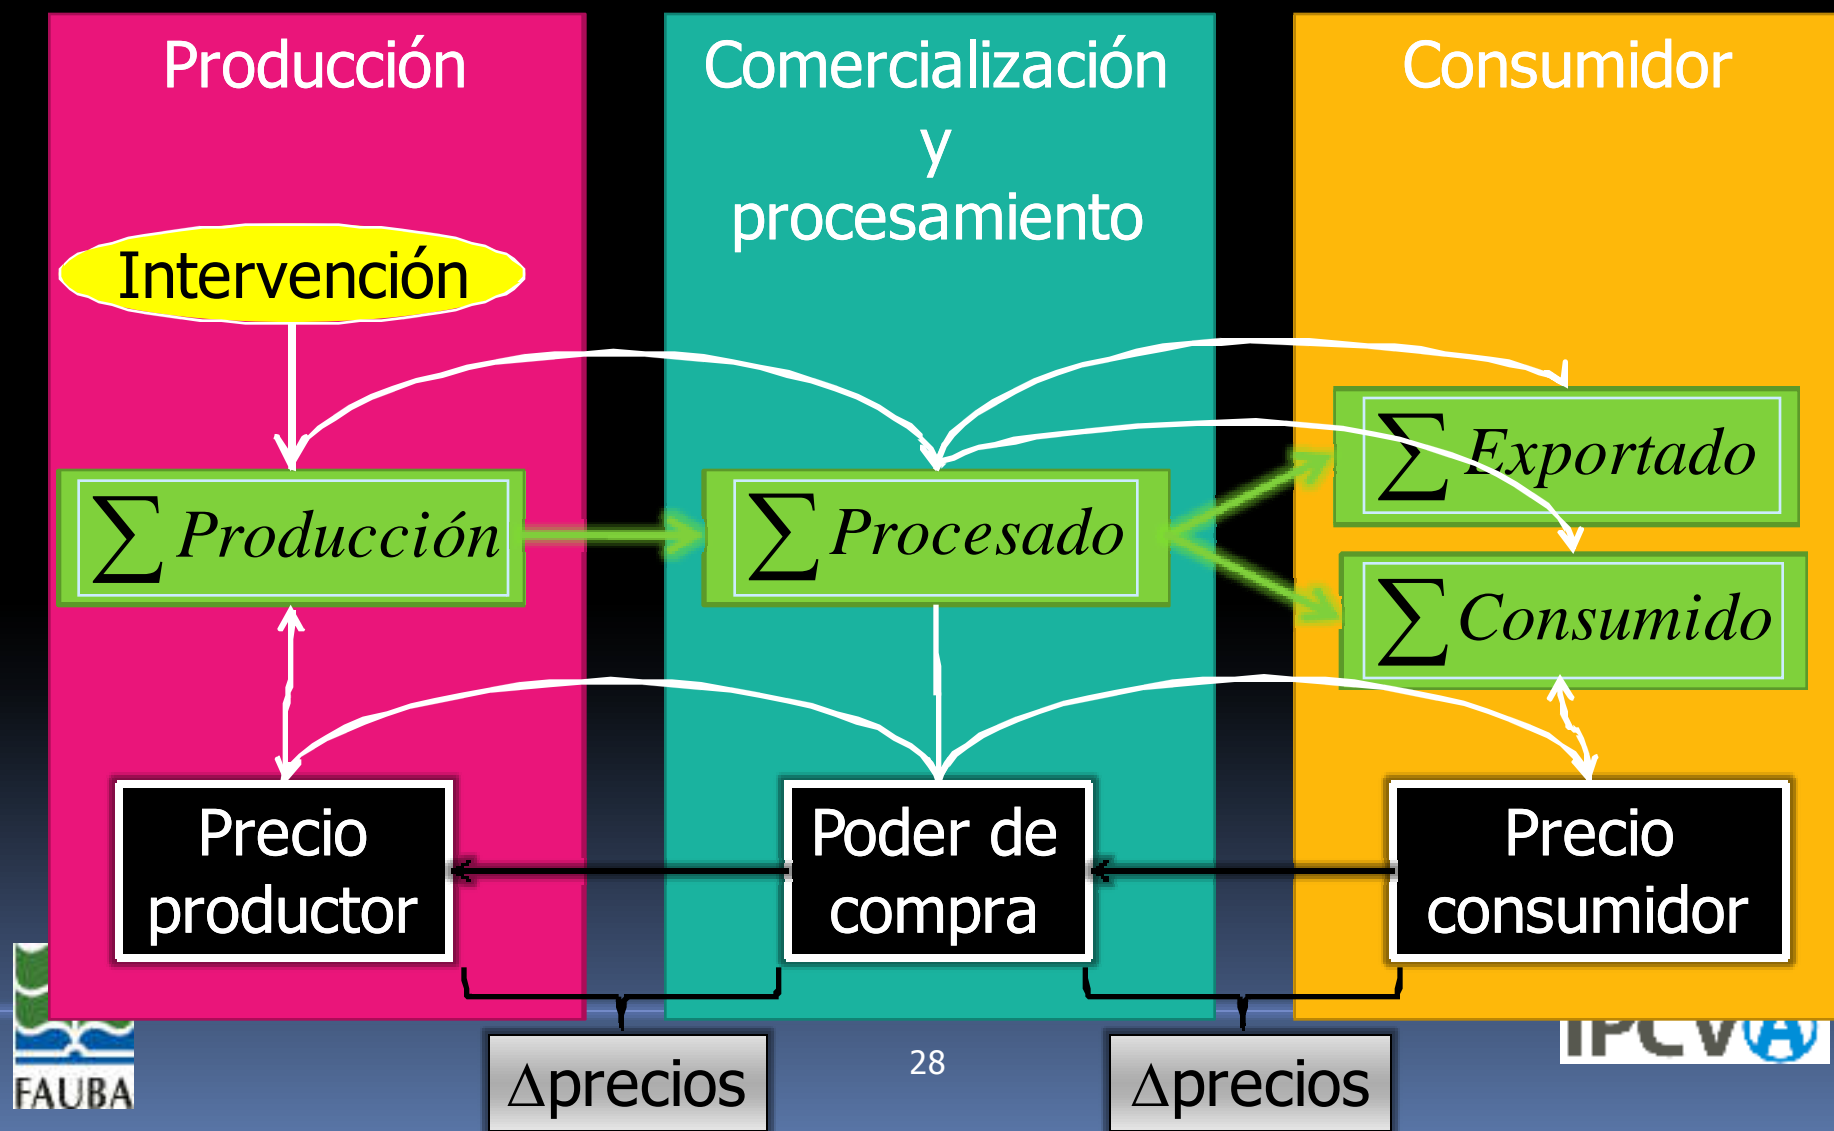 Producción
Comercialización
y
procesamiento
Consumidor
Intervención
∑ Producción
∑ Procesado
∑ Exportado
∑ Consumido
Precio
productor
Poder de
compra
Precio
consumidor
Δprecios
28
Δprecios
FAUBA
IPCVA